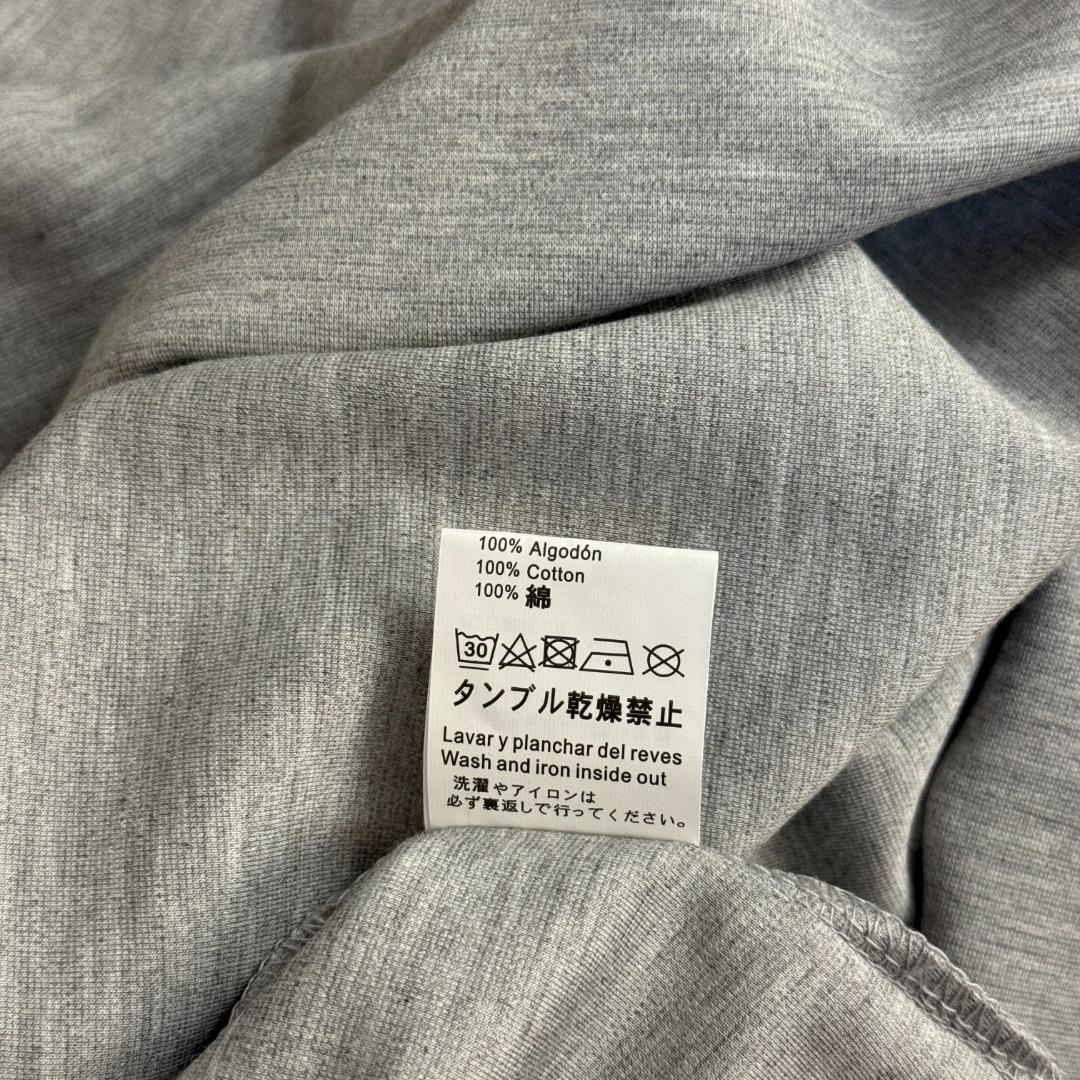 100% Algodón
100% Cotton
100% 綿
30
タンブル乾燥禁止
Lavar y planchar del reves
Wash and iron inside out
洗濯やアイロンは
必ず裏返しで行ってください。